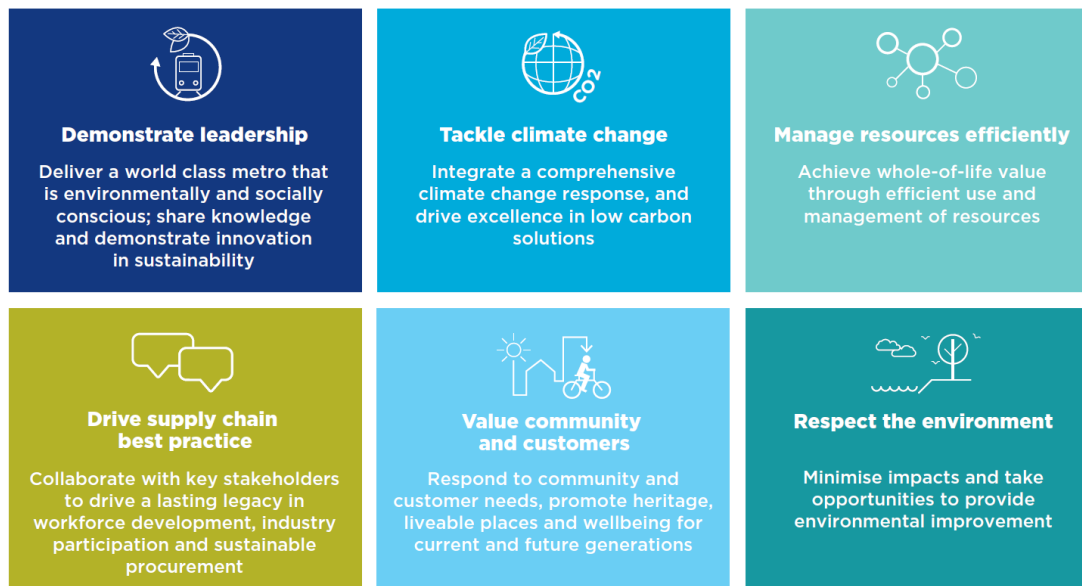 CO2
Demonstrate leadership
Deliver a world class metro that
is environmentally and socially
conscious; share knowledge
and demonstrate innovation
in sustainability
Tackle climate change
Integrate a comprehensive
climate change response, and
drive excellence in low carbon
solutions
Manage resources efficiently
Achieve whole-of-life value
through efficient use and
management of resources
Drive supply chain
best practice
Collaborate with key stakeholders
to drive a lasting legacy in
workforce development, industry
participation and sustainable
procurement
Value community
and customers
Respond to community and
customer needs, promote heritage,
liveable places and wellbeing for
current and future generations
Respect the environment
Minimise impacts and take
opportunities to provide
environmental improvement